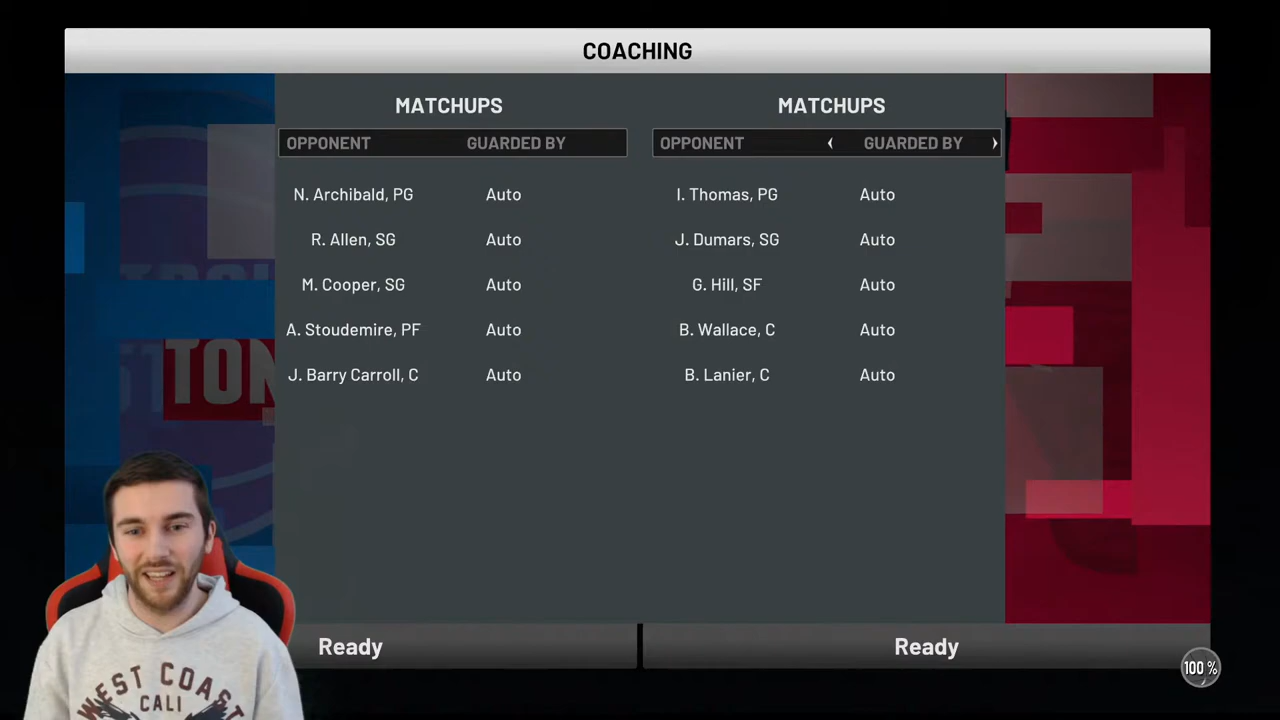 COACHING
MATCHUPS
OPPONENT GUARDED BY
N. Archibald, PG Auto
R. Allen, SG Auto
M. Cooper, SG Auto
A. Stoudemire, PF Auto
J. Barry Carroll, C Auto
MATCHUPS
OPPONENT GUARDED BY
I. Thomas, PG Auto
J. Dumars, SG Auto
G. Hill, SF Auto
B. Wallace, C Auto
B. Lanier, C Auto
TON
Ready
Ready
100 %
WEST COAST
CALI